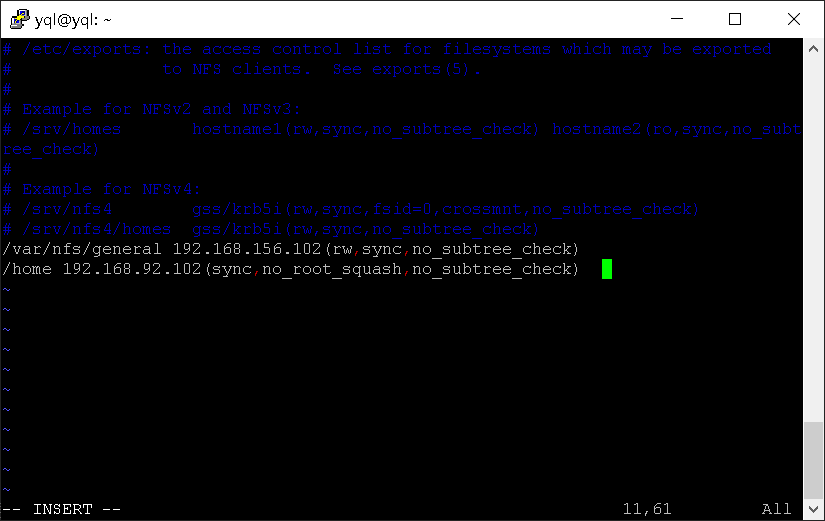 yql@yql: ~
# /etc/exports: the access control list for filesystems which may be exported
#               to NFS clients.  See exports(5).
#
# Example for NFSv2 and NFSv3:
# /srv/homes       hostname1(rw,sync,no_subtree_check) hostname2(ro,sync,no_subt
ree_check)
#
# Example for NFSv4:
# /srv/nfs4        gss/krb5i(rw,sync,fsid=0,crossmnt,no_subtree_check)
# /srv/nfs4/homes  gss/krb5i(rw,sync,no_subtree_check)
/var/nfs/general 192.168.156.102(rw,sync,no_subtree_check)
/home 192.168.92.102(sync,no_root_squash,no_subtree_check)
~
~
~
~
~
~
~
~
~
~
~
-- INSERT -- 11,61 All